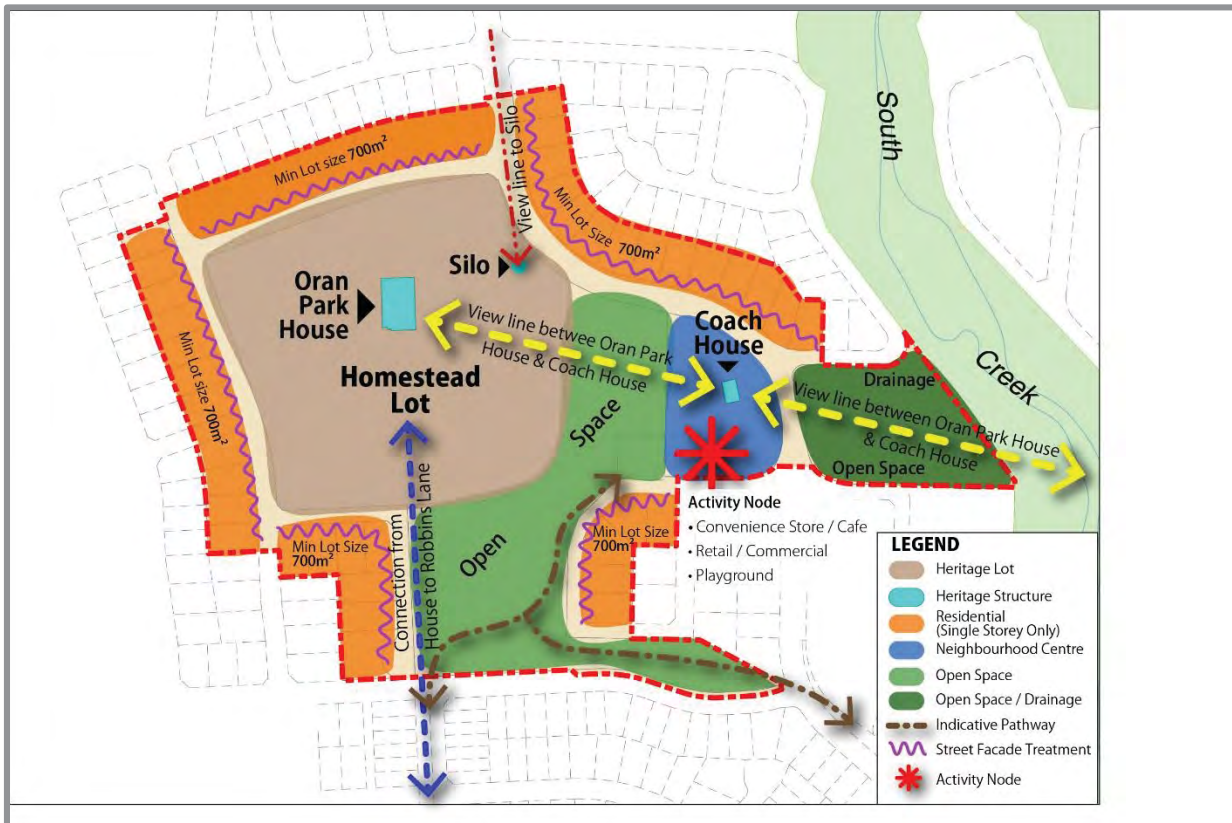 Min Lot size 700m²
View line to Silo
Min Lot Size 700m²
South
Creek
Silo
Oran
Park
House
View line betwee Oran Park
House & Coach House
Coach
House
Homestead
Lot
Min Lot size 700m²
Drainage
View line between Oran Park House
& Coach House
Open Space
Space
Open
Min Lot Size
700m²
Connection from
House to Robbins Lane
Min Lot Size
700m²
Activity Node
• Convenience Store / Cafe
• Retail / Commercial
• Playground
LEGEND
Heritage Lot
Heritage Structure
Residential
(Single Storey Only)
Neighbourhood Centre
Open Space
Open Space / Drainage
Indicative Pathway
Street Facade Treatment
Activity Node